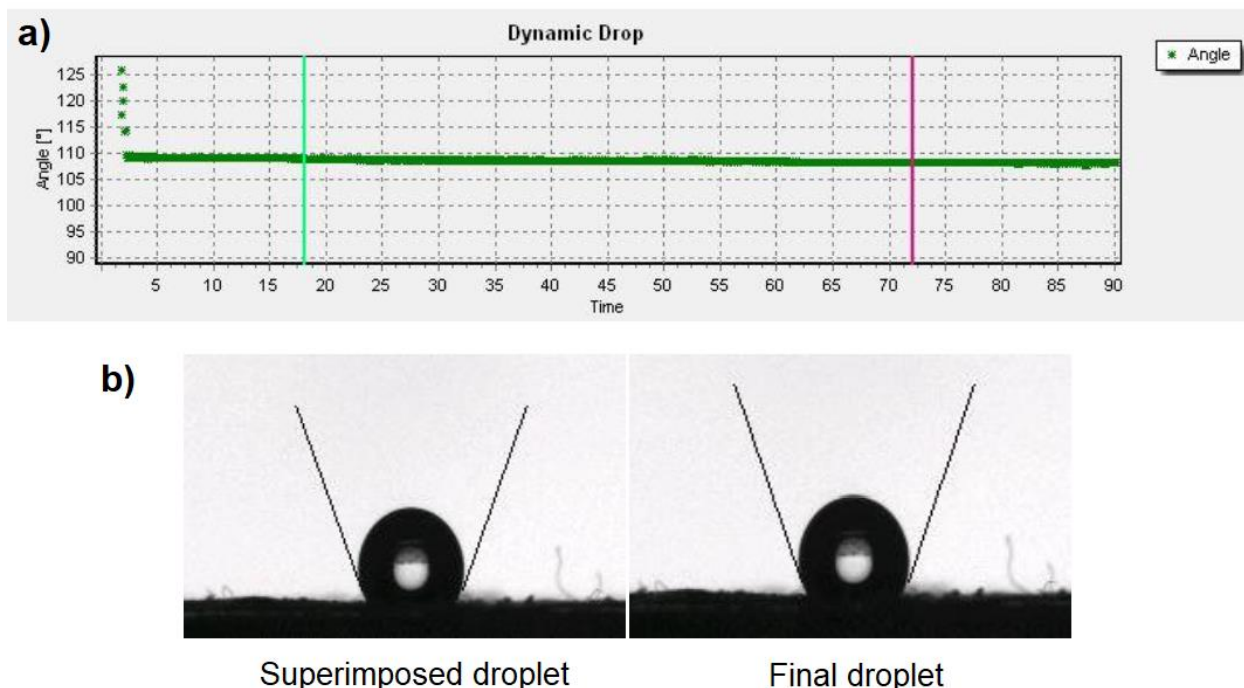 a)
Dynamic Drop
Angle
Angle [°]
125
120
115
110
105
100
95
90
5 10 15 20 25 30 35 40 45 50 55 60 65 70 75 80 85 90
Time
b)
Superimposed droplet
Final droplet